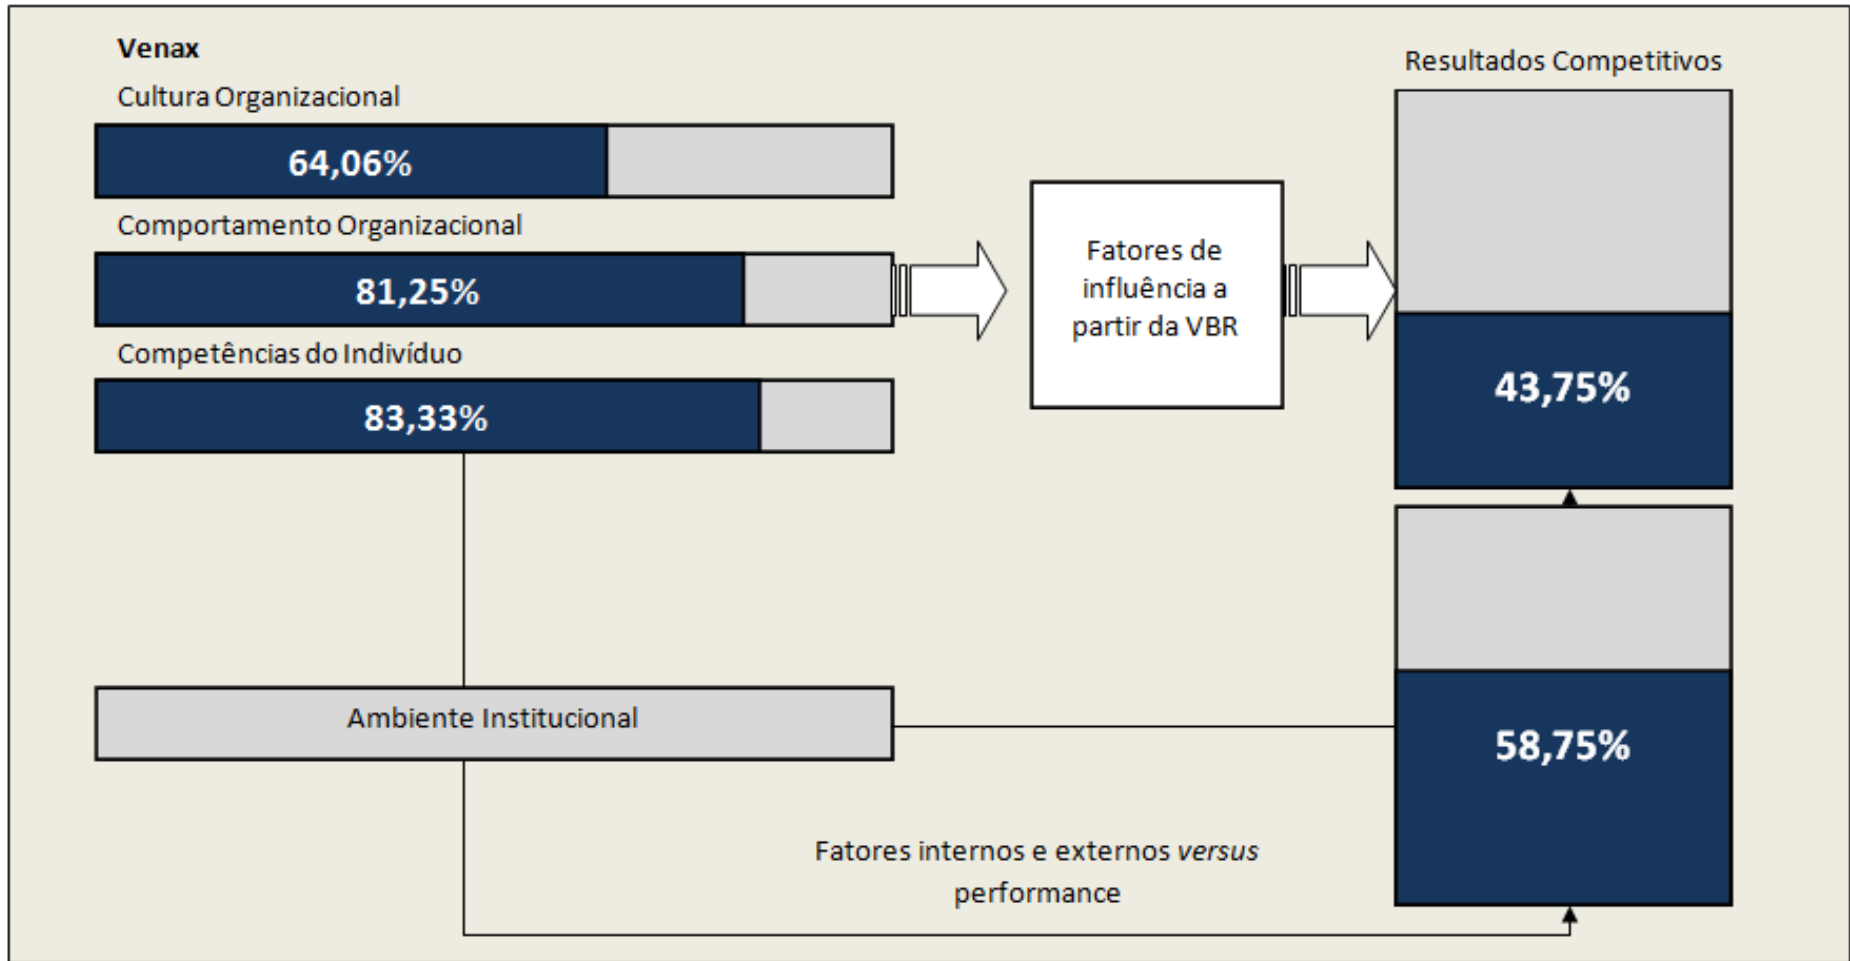 Venax
Cultura Organizacional
64,06%
Comportamento Organizacional
81,25%
Competências do Indivíduo
83,33%
Fatores de
influência a
partir da VBR
Resultados Competitivos
43,75%
58,75%
Ambiente Institucional
Fatores internos e externos versus
performance